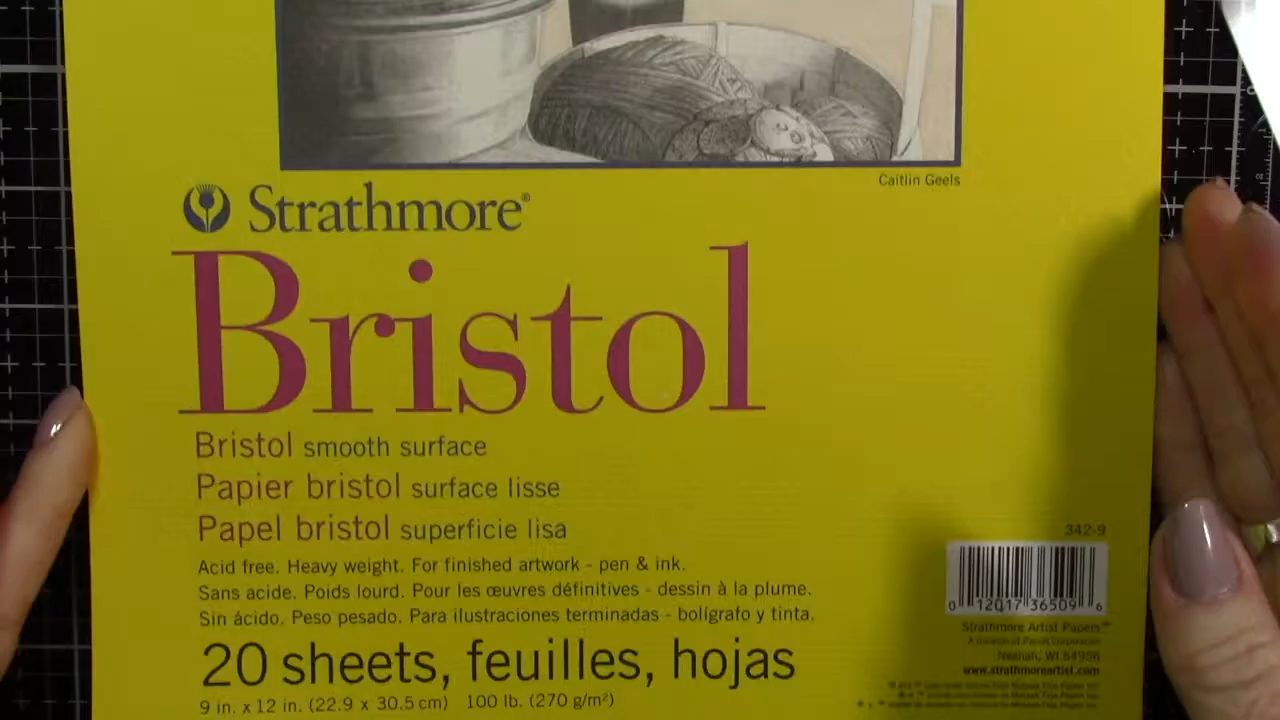 Caitlin Geels
Strathmore®
Bristol
Bristol smooth surface
Papier bristol surface lisse
Papel bristol superficie lisa
Acid free. Heavy weight. For finished artwork - pen & ink.
Sans acide. Poids lourd. Pour les œuvres définitives - dessin à la plume.
Sin ácido. Peso pesado. Para ilustraciones terminadas - bolígrafo y tinta.
20 sheets, feuilles, hojas
9 in. x 12 in. (22.9 x 30.5 cm) 100 lb. (270 g/m²)
342-9
0 12017 36509 6
Strathmore Artist Papers™
Neenah, WI 54956
www.strathmoreartist.com